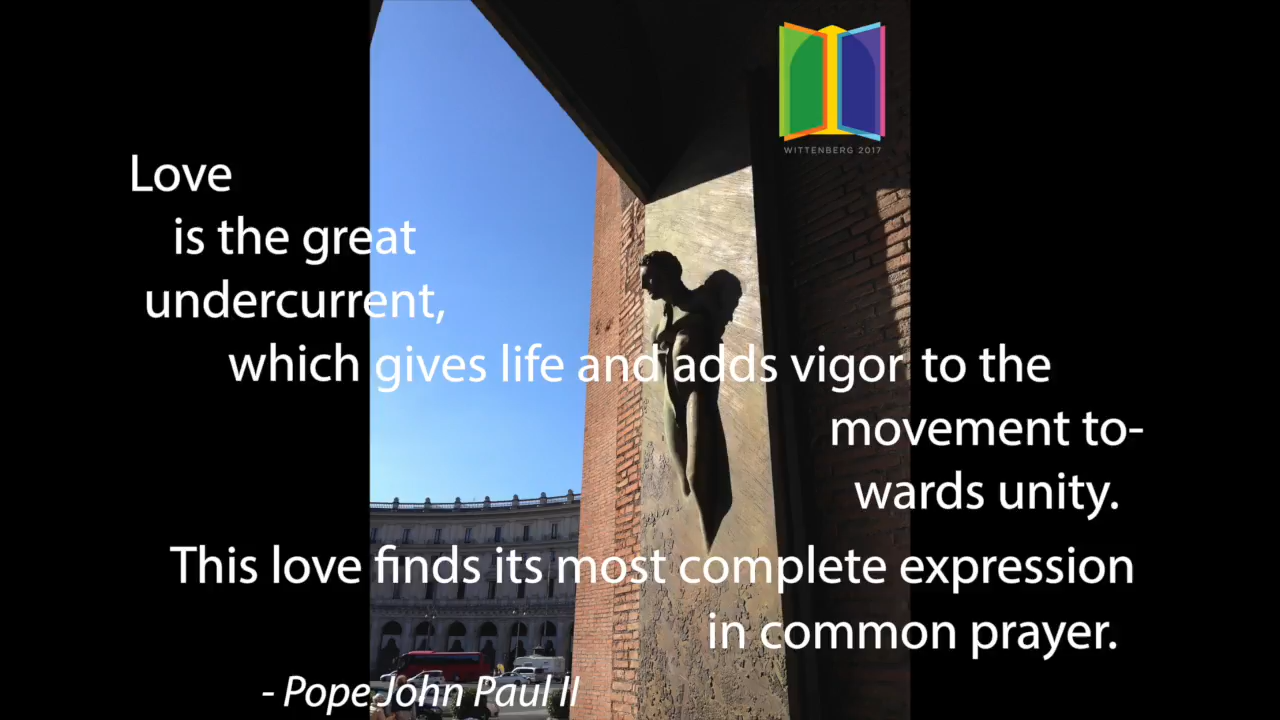 WITTENBERG 2017
Love
is the great
undercurrent,
which gives life and adds vigor to the
movement to-
wards unity.
This love finds its most complete expression
in common prayer.
- Pope John Paul II